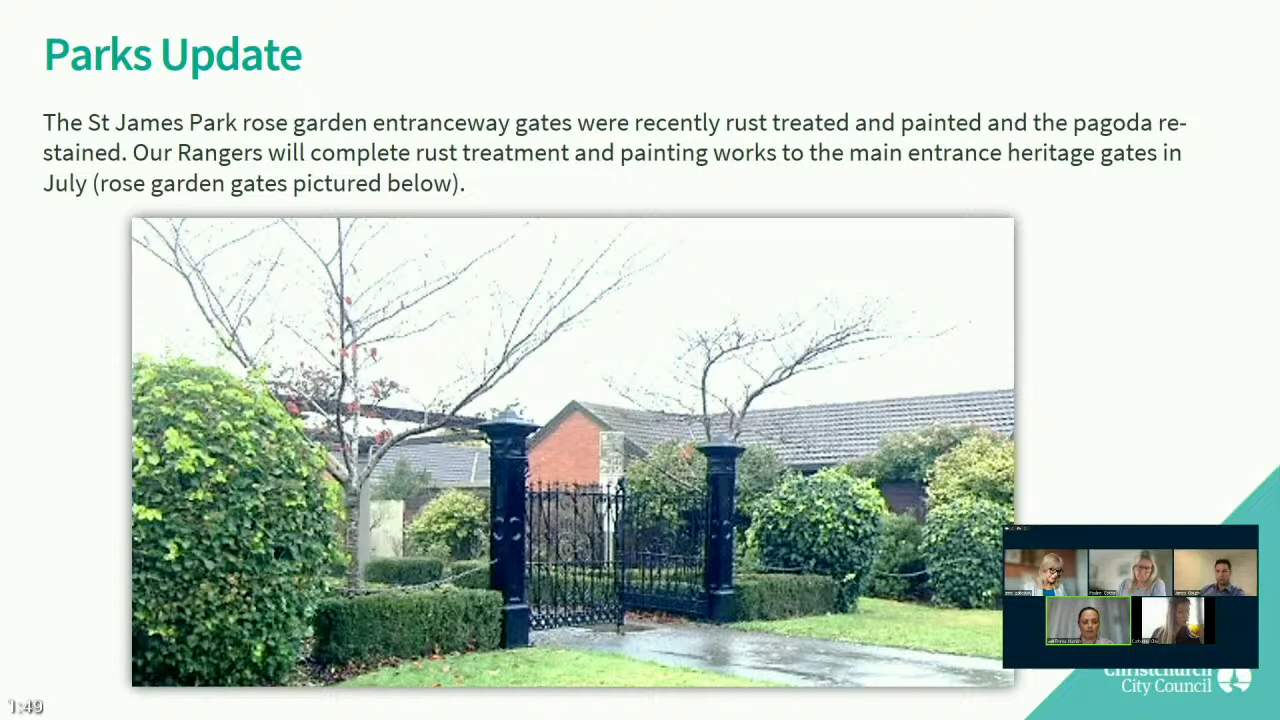 Parks Update
The St James Park rose garden entranceway gates were recently rust treated and painted and the pagoda re-
stained. Our Rangers will complete rust treatment and painting works to the main entrance heritage gates in
July (rose garden gates pictured below).
Christchurch
City Council
1:49